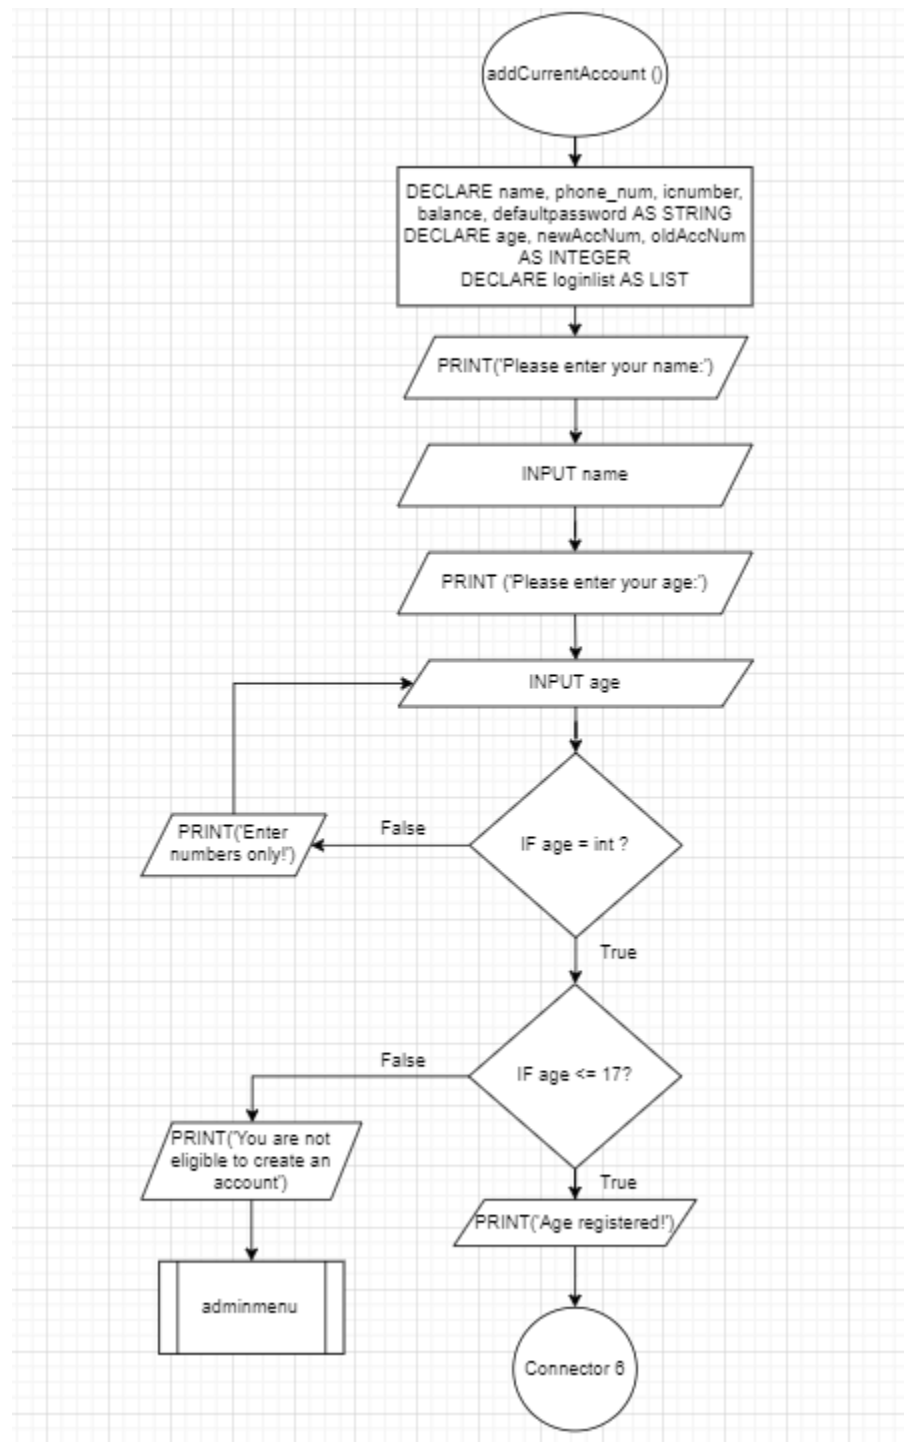 addCurrentAccount ()
DECLARE name, phone_num, icnumber,
balance, defaultpassword AS STRING
DECLARE age, newAccNum, oldAccNum
AS INTEGER
DECLARE loginlist AS LIST
PRINT('Please enter your name:')
INPUT name
PRINT ('Please enter your age:')
INPUT age
IF age = int ?
False
PRINT('Enter
numbers only!')
True
IF age <= 17?
False
PRINT('You are not
eligible to create an
account')
adminmenu
True
PRINT('Age registered!')
Connector 6